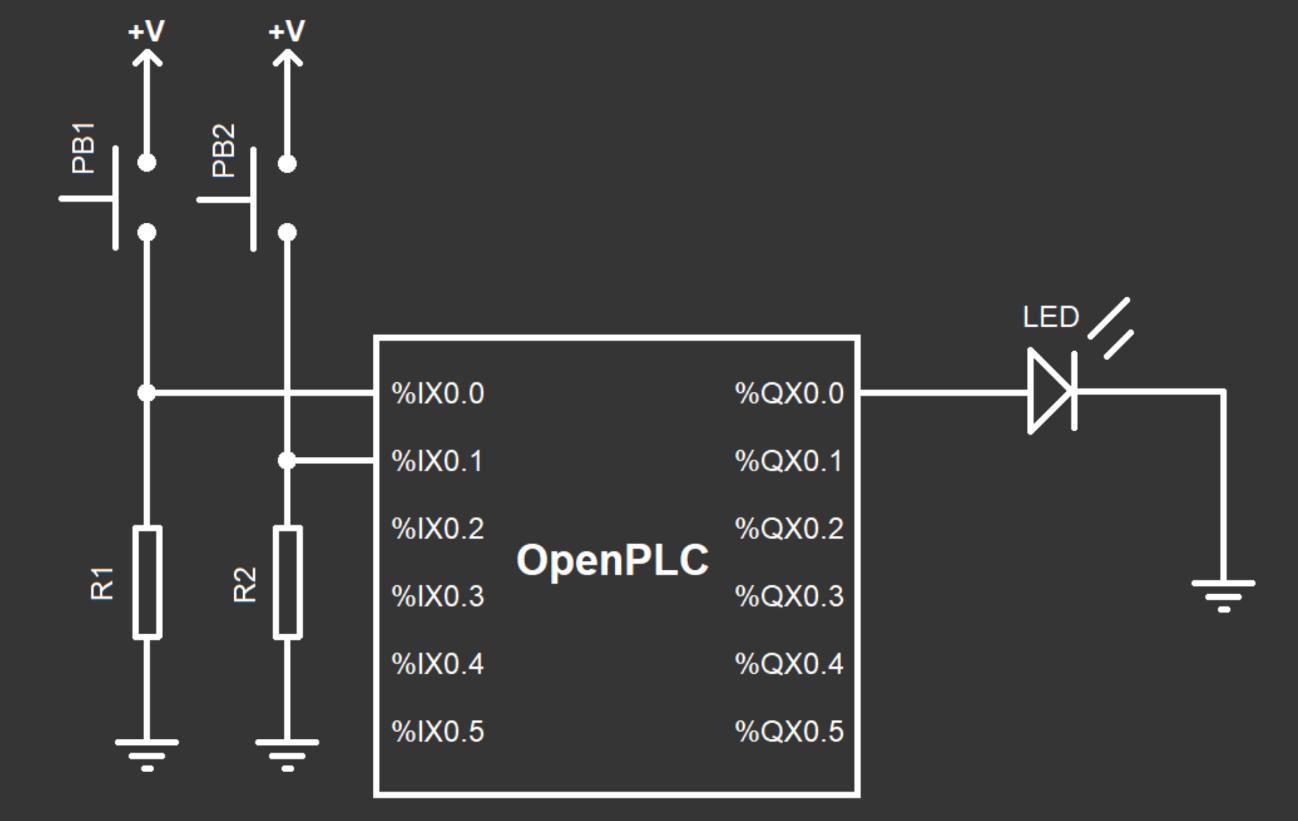 +V
+V
PB1
PB2
LED
%IX0.0
%QX0.0
%IX0.1
%QX0.1
%IX0.2
%QX0.2
OpenPLC
R1
R2
%IX0.3
%QX0.3
%IX0.4
%QX0.4
%IX0.5
%QX0.5